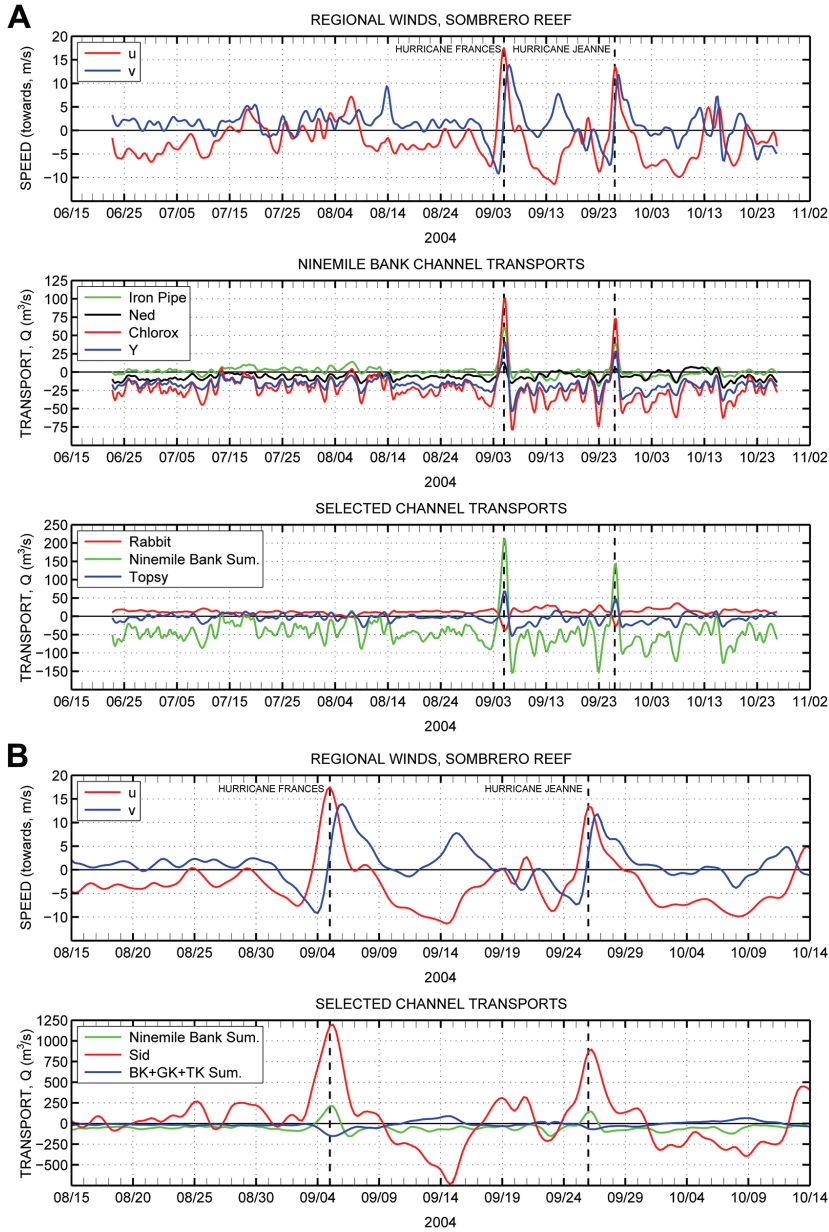 A
REGIONAL WINDS, SOMBRERO REEF
HURRICANE FRANCES HURRICANE JEANNE
u
v
SPEED (towards, m/s)
20
15
10
5
0
−5
−10
06/15 06/25 07/05 07/15 07/25 08/04 08/14 08/24 09/03 09/13 09/23 10/03 10/13 10/23 11/02
2004
NINEMILE BANK CHANNEL TRANSPORTS
Iron Pipe
Ned
Chlorox
Y
TRANSPORT, Q (m³/s)
125
100
75
50
25
0
−25
−50
−75
06/15 06/25 07/05 07/15 07/25 08/04 08/14 08/24 09/03 09/13 09/23 10/03 10/13 10/23 11/02
2004
SELECTED CHANNEL TRANSPORTS
Rabbit
Ninemile Bank Sum.
Topsy
TRANSPORT, Q (m³/s)
250
200
150
100
50
0
−50
−100
−150
06/15 06/25 07/05 07/15 07/25 08/04 08/14 08/24 09/03 09/13 09/23 10/03 10/13 10/23 11/02
2004
B
REGIONAL WINDS, SOMBRERO REEF
HURRICANE FRANCES HURRICANE JEANNE
u
v
SPEED (towards, m/s)
20
15
10
5
0
−5
−10
08/15 08/20 08/25 08/30 09/04 09/09 09/14 09/19 09/24 09/29 10/04 10/09 10/14
2004
SELECTED CHANNEL TRANSPORTS
Ninemile Bank Sum.
Sid
BK+GK+TK Sum.
TRANSPORT, Q (m³/s)
1250
1000
750
500
250
0
−250
−500
08/15 08/20 08/25 08/30 09/04 09/09 09/14 09/19 09/24 09/29 10/04 10/09 10/14
2004